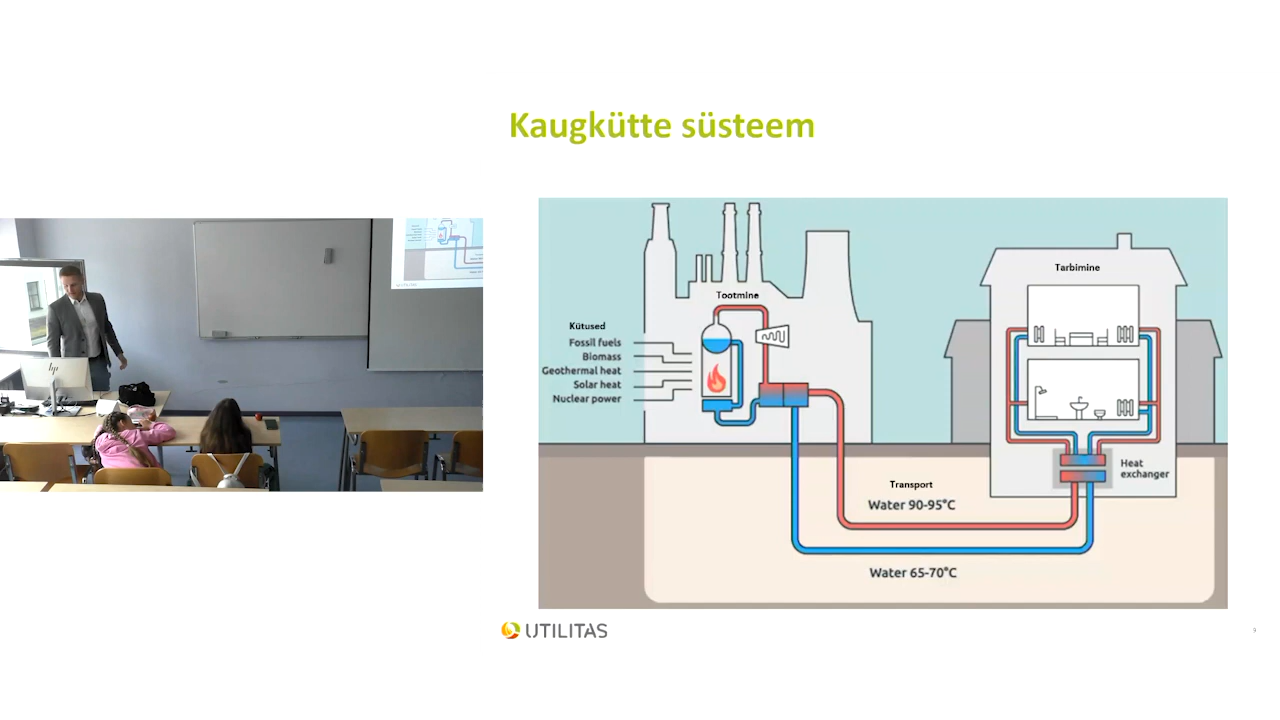 Kaugkütte süsteem
Tootmine
Tarbimine
Kütused
Fossil fuels
Biomass
Geothermal heat
Solar heat
Nuclear power
Heat
exchanger
Transport
Water 90-95°C
Water 65-70°C
UTILITAS
hp